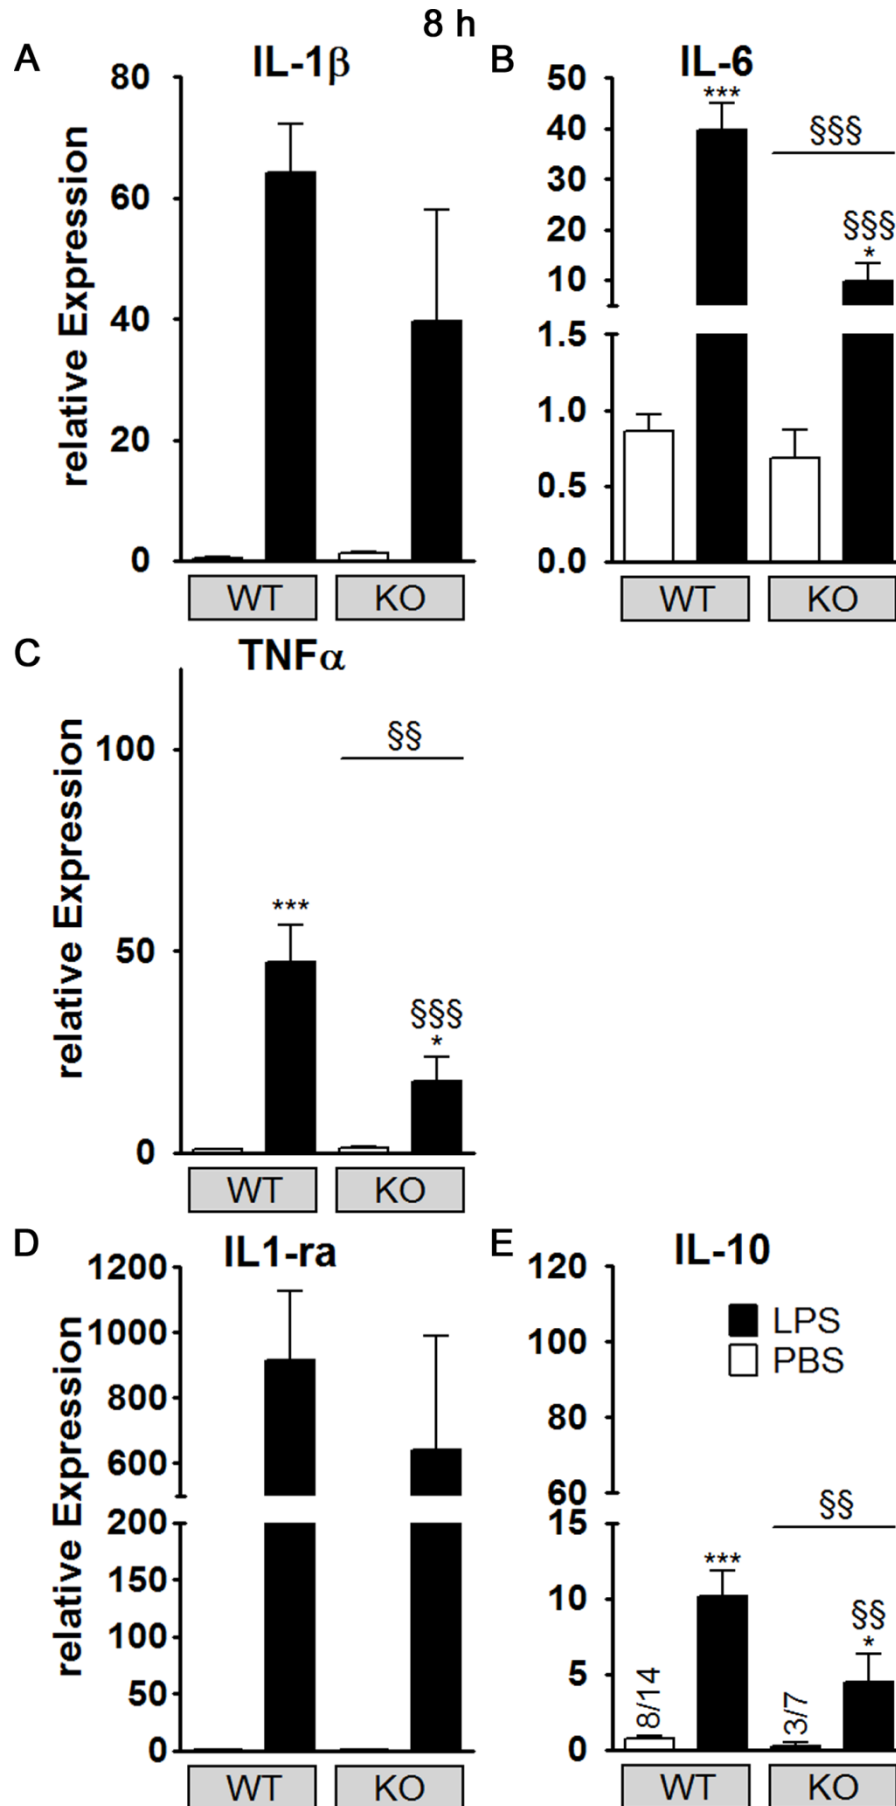 8 h
A
IL-1β
relative Expression
80
60
40
20
0
WT
KO
B
IL-6
50
40
30
20
10
1.5
1.0
0.5
0.0
***
§§§
§§§
*
WT
KO
C
TNFα
relative Expression
100
50
0
***
§§
§§§
*
WT
KO
D
IL1-ra
relative Expression
1200
1000
800
600
200
150
100
50
0
WT
KO
E
IL-10
120
100
80
60
15
10
5
0
LPS
PBS
8/14
***
3/7
§§
§§
*
WT
KO